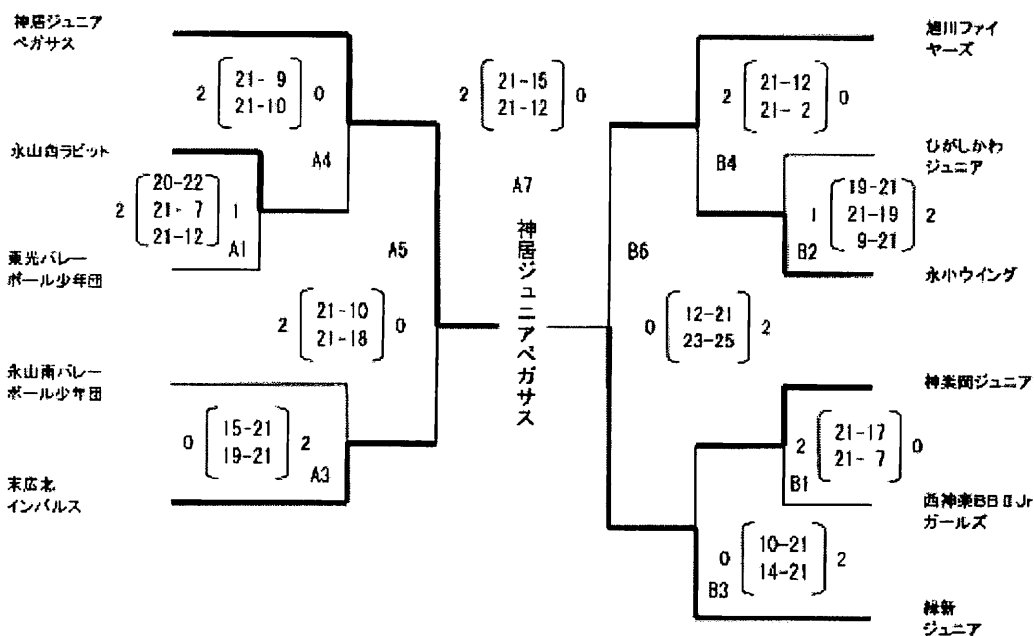 神居ジュニア
ペガサス
2 21- 9 0
21-10
A4
永山西ラビット
20-22
2 21- 7 1
21-12
A1
東光バレー
ボール少年団
A5
2 21-10 0
21-18
永山南バレー
ボール少年団
0 15-21 2
19-21
A3
末広北
インパルス
2 21-15 0
21-12
A7
神居ジュニアペガサス
旭川ファイ
ヤーズ
2 21-12 0
21- 2
B4
ひがしかわ
ジュニア
19-21
1 21-19 2
9-21
B2
永小ウイング
B6
0 12-21 2
23-25
神楽岡ジュニア
2 21-17 0
21- 7
B1
西神楽BBⅡJr
ガールズ
0 10-21 2
14-21
B3
緑新
ジュニア